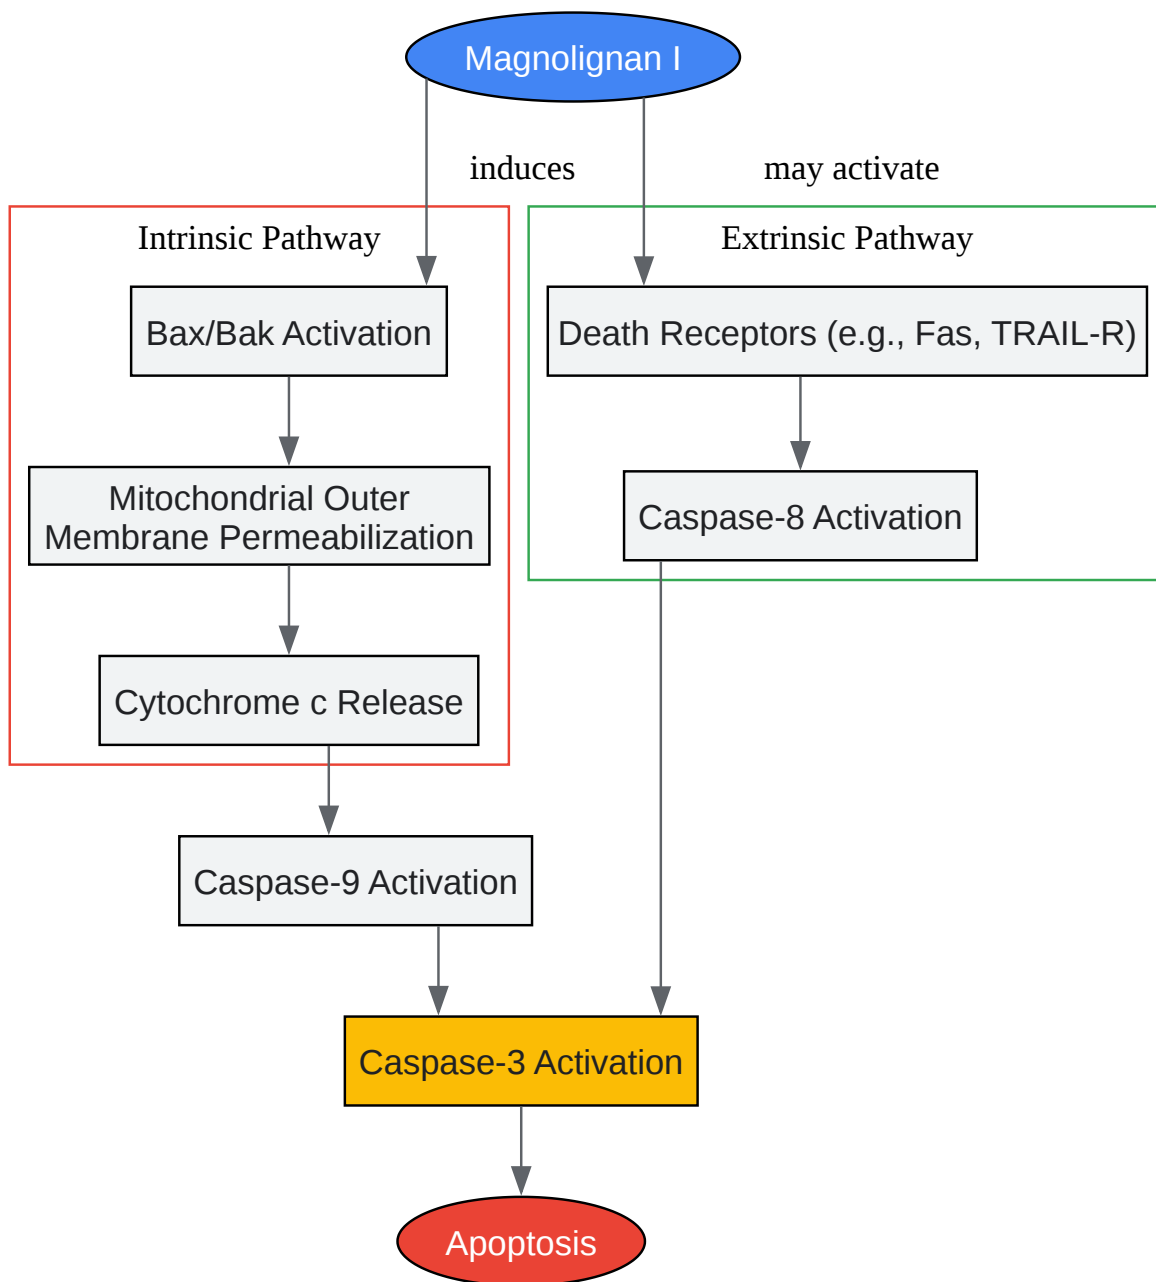 Magnolignan I
induces
may activate
Intrinsic Pathway
Extrinsic Pathway
Bax/Bak Activation
Death Receptors (e.g., Fas, TRAIL-R)
Mitochondrial Outer
Membrane Permeabilization
Caspase-8 Activation
Cytochrome c Release
Caspase-9 Activation
Caspase-3 Activation
Apoptosis